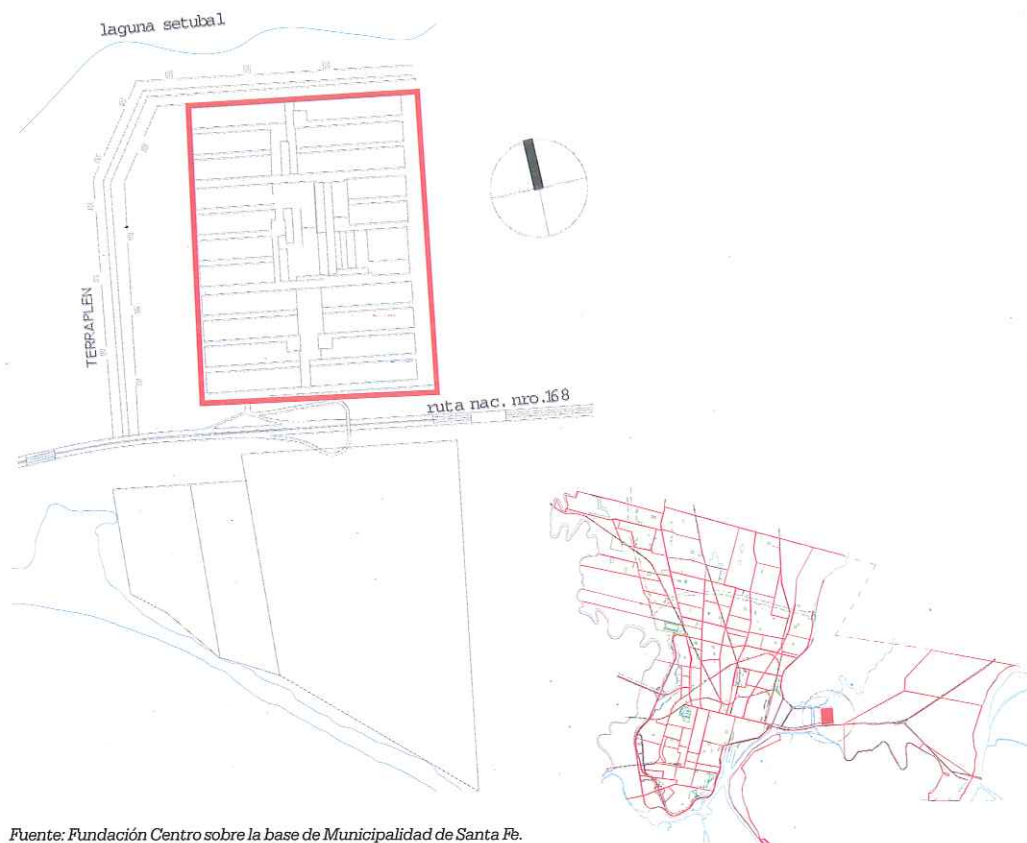 laguna setubal
TERRAPLEN
ruta nac. nro.168
Fuente: Fundación Centro sobre la base de Municipalidad de Santa Fe.